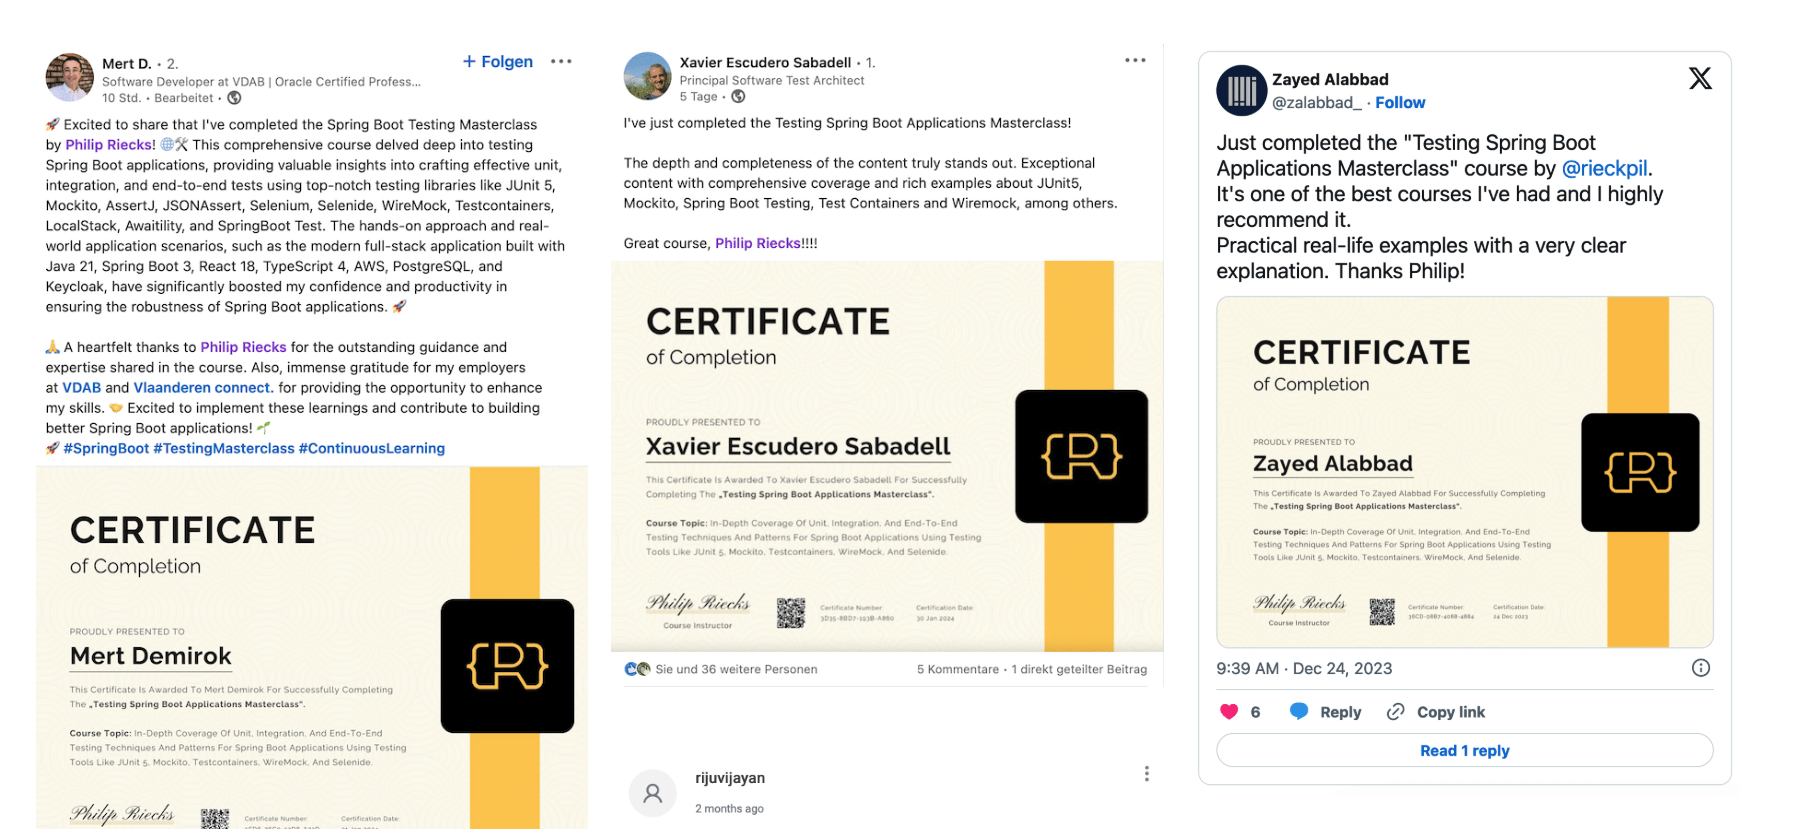 Mert D. • 2.
+ Folgen
Software Developer at VDAB | Oracle Certified Profess...
10 Std. • Bearbeitet •
🚀 Excited to share that I've completed the Spring Boot Testing Masterclass
by Philip Riecks! 🌐🛠 This comprehensive course delved deep into testing
Spring Boot applications, providing valuable insights into crafting effective unit,
integration, and end-to-end tests using top-notch testing libraries like JUnit 5,
Mockito, AssertJ, JSONAssert, Selenium, Selenide, WireMock, Testcontainers,
LocalStack, Awaitility, and SpringBoot Test. The hands-on approach and real-
world application scenarios, such as the modern full-stack application built with
Java 21, Spring Boot 3, React 18, TypeScript 4, AWS, PostgreSQL, and
Keycloak, have significantly boosted my confidence and productivity in
ensuring the robustness of Spring Boot applications. 🚀
🙏 A heartfelt thanks to Philip Riecks for the outstanding guidance and
expertise shared in the course. Also, immense gratitude for my employers
at VDAB and Vlaanderen connect. for providing the opportunity to enhance
my skills. 🤝 Excited to implement these learnings and contribute to building
better Spring Boot applications! 🌱
🚀 #SpringBoot #TestingMasterclass #ContinuousLearning
CERTIFICATE
of Completion
PROUDLY PRESENTED TO
Mert Demirok
This Certificate Is Awarded To Mert Demirok For Successfully Completing
The „Testing Spring Boot Applications Masterclass".
Course Topic: In-Depth Coverage Of Unit, Integration, And End-To-End
Testing Techniques And Patterns For Spring Boot Applications Using Testing
Tools Like JUnit 5, Mockito, Testcontainers, WireMock, And Selenide.
{R}
Philip Riecks
Certificate Number:
Certification Date:
Xavier Escudero Sabadell • 1.
Principal Software Test Architect
5 Tage •
I've just completed the Testing Spring Boot Applications Masterclass!
The depth and completeness of the content truly stands out. Exceptional
content with comprehensive coverage and rich examples about JUnit5,
Mockito, Spring Boot Testing, Test Containers and Wiremock, among others.
Great course, Philip Riecks!!!!
CERTIFICATE
of Completion
PROUDLY PRESENTED TO
Xavier Escudero Sabadell
This Certificate Is Awarded To Xavier Escudero Sabadell For Successfully
Completing The „Testing Spring Boot Applications Masterclass".
Course Topic: In-Depth Coverage Of Unit, Integration, And End-To-End
Testing Techniques And Patterns For Spring Boot Applications Using Testing
Tools Like JUnit 5, Mockito, Testcontainers, WireMock, And Selenide.
{R}
Philip Riecks
Course Instructor
Certificate Number:
Certification Date:
30 Jan 2024
Sie und 36 weitere Personen
5 Kommentare • 1 direkt geteilter Beitrag
rijuvijayan
2 months ago
Zayed Alabbad
@zalabbad_ · Follow
Just completed the "Testing Spring Boot
Applications Masterclass" course by @rieckpil.
It's one of the best courses I've had and I highly
recommend it.
Practical real-life examples with a very clear
explanation. Thanks Philip!
CERTIFICATE
of Completion
PROUDLY PRESENTED TO
Zayed Alabbad
This Certificate Is Awarded To Zayed Alabbad For Successfully Completing
The „Testing Spring Boot Applications Masterclass".
Course Topic: In-Depth Coverage Of Unit, Integration, And End-To-End
Testing Techniques And Patterns For Spring Boot Applications Using Testing
Tools Like JUnit 5, Mockito, Testcontainers, WireMock, And Selenide.
{R}
Philip Riecks
Course Instructor
Certificate Number:
Certification Date:
24 Dec 2023
9:39 AM · Dec 24, 2023
6
Reply
Copy link
Read 1 reply